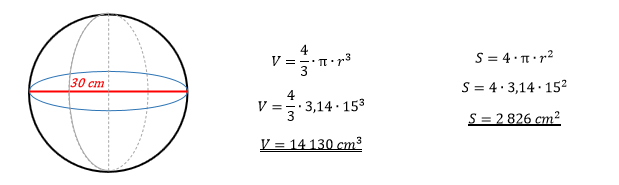 30 cm
V = 4/3 · π · r³
V = 4/3 · 3,14 · 15³
V = 14 130 cm³
S = 4 · π · r²
S = 4 · 3,14 · 15²
S = 2 826 cm²